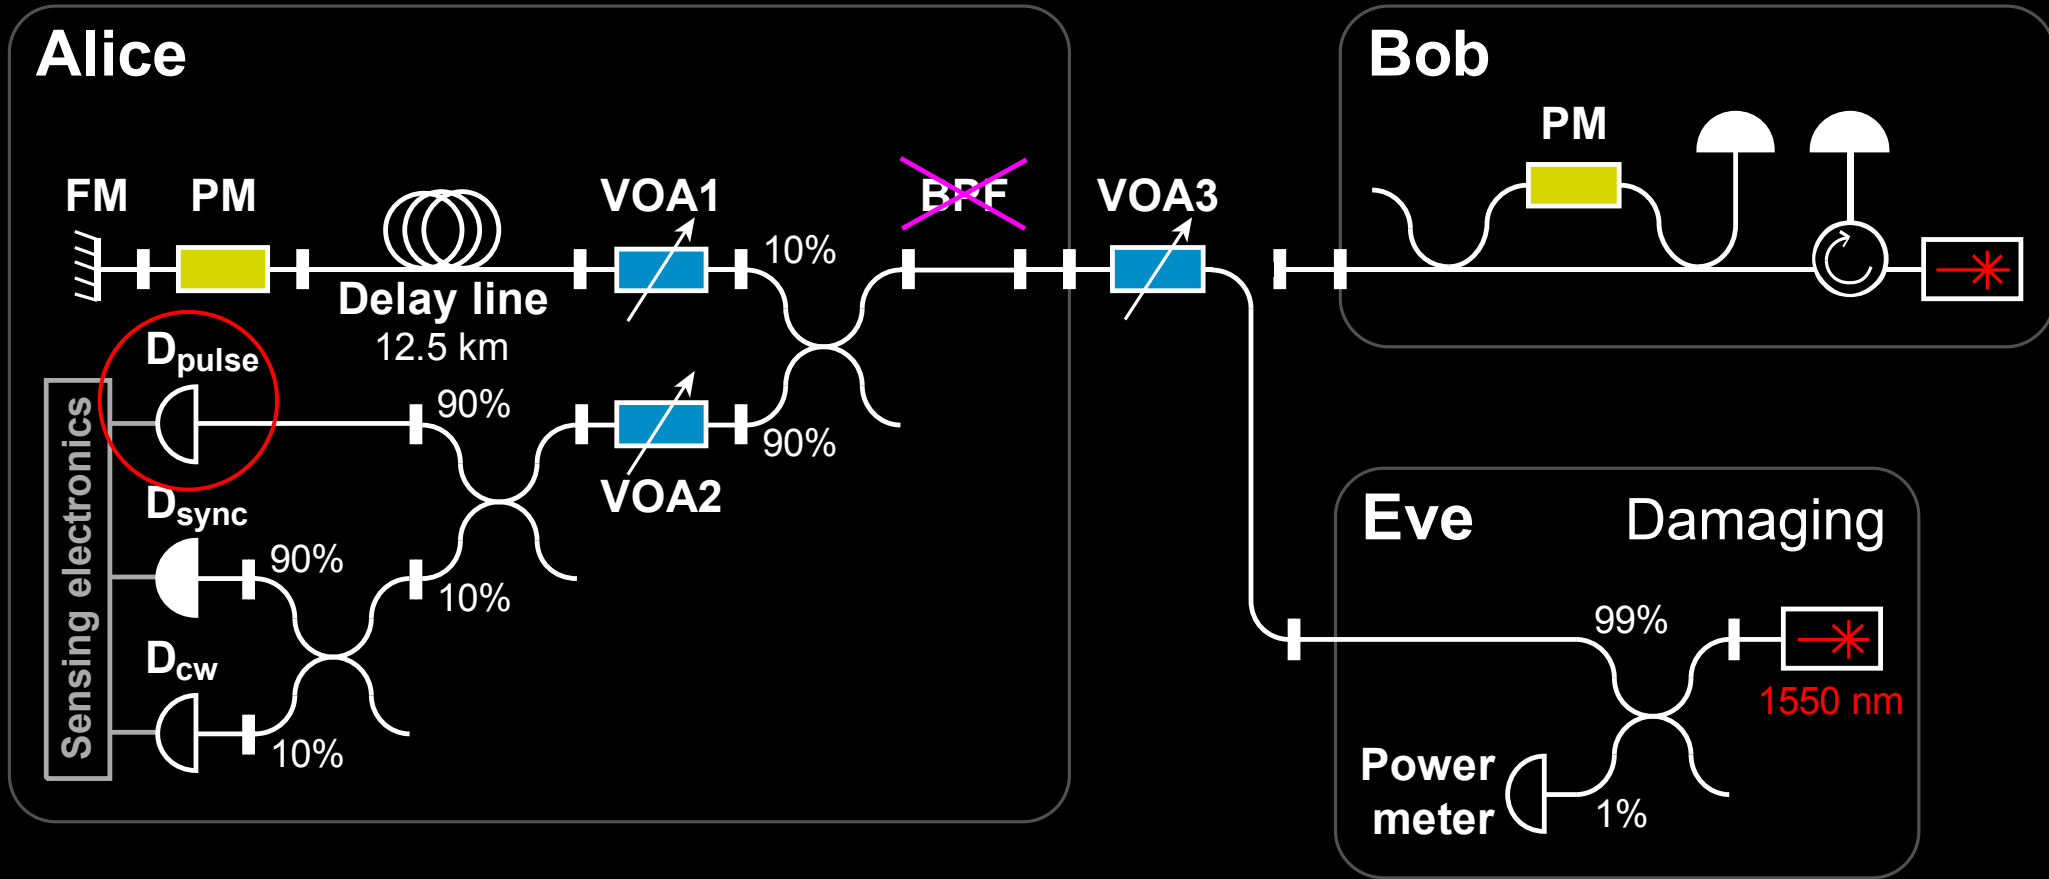 Alice
Bob
FM
PM
VOA1
BPF
VOA3
PM
10%
Delay line
12.5 km
Dpulse
90%
VOA2
90%
Sensing electronics
Dsync
90%
10%
Dcw
10%
Eve
Damaging
99%
1550 nm
Power
meter
1%